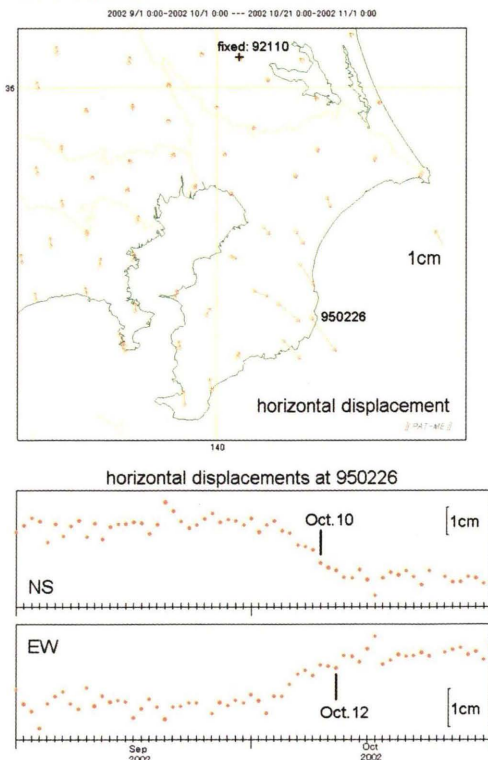 2002 9/1 0:00-2002 10/1 0:00 --- 2002 10/21 0:00-2002 11/1 0:00
fixed: 92110
36
1cm
950226
horizontal displacement
140
horizontal displacements at 950226
Oct.10
1cm
NS
EW
Oct.12
1cm
Sep
2002
Oct
2002